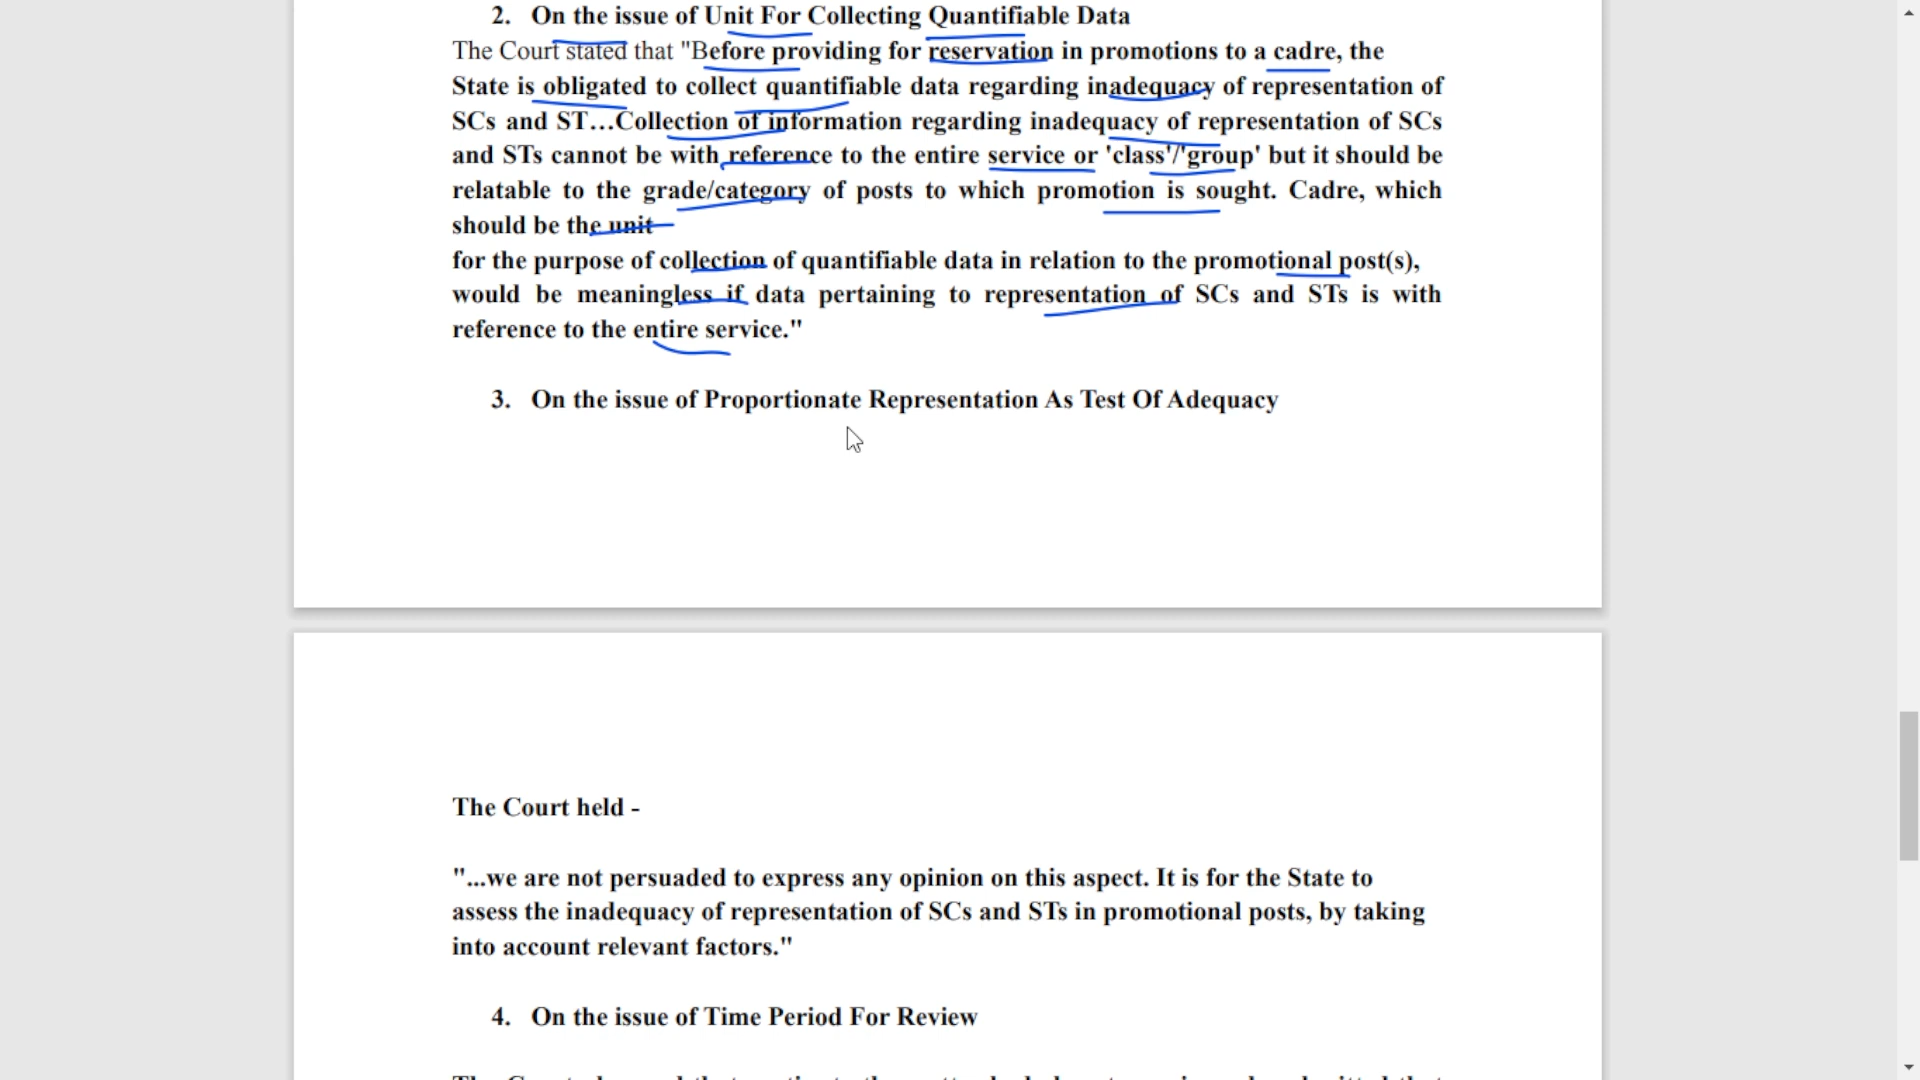 2. On the issue of Unit For Collecting Quantifiable Data
The Court stated that "Before providing for reservation in promotions to a cadre, the
State is obligated to collect quantifiable data regarding inadequacy of representation of
SCs and ST...Collection of information regarding inadequacy of representation of SCs
and STs cannot be with reference to the entire service or 'class'/'group' but it should be
relatable to the grade/category of posts to which promotion is sought. Cadre, which
should be the unit
for the purpose of collection of quantifiable data in relation to the promotional post(s),
would be meaningless if data pertaining to representation of SCs and STs is with
reference to the entire service."
3. On the issue of Proportionate Representation As Test Of Adequacy
The Court held -
"...we are not persuaded to express any opinion on this aspect. It is for the State to
assess the inadequacy of representation of SCs and STs in promotional posts, by taking
into account relevant factors."
4. On the issue of Time Period For Review